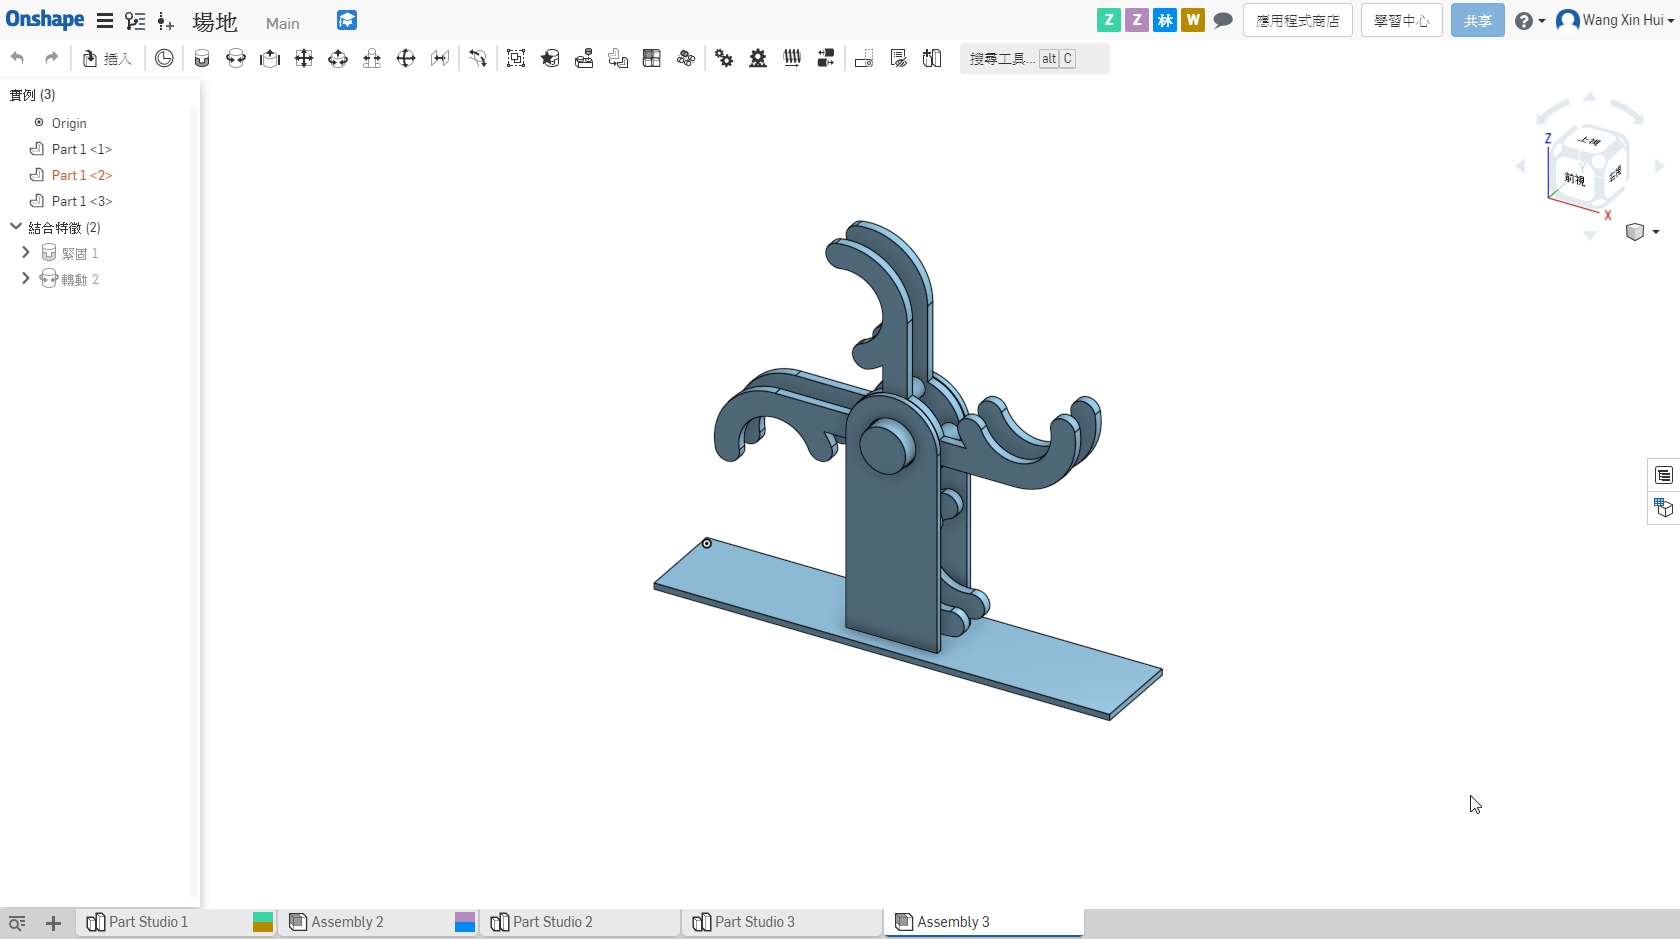 Onshape 場地 Main Z Z 林 W 應用程式商店 學習中心 共享 Wang Xin Hui
插入 搜尋工具... alt C
實例 (3)
Origin
Part 1 <1>
Part 1 <2>
Part 1 <3>
結合特徵 (2)
緊固 1
轉動 2
Z
上視
Y
前視
右視
X
Part Studio 1 Assembly 2 Part Studio 2 Part Studio 3 Assembly 3